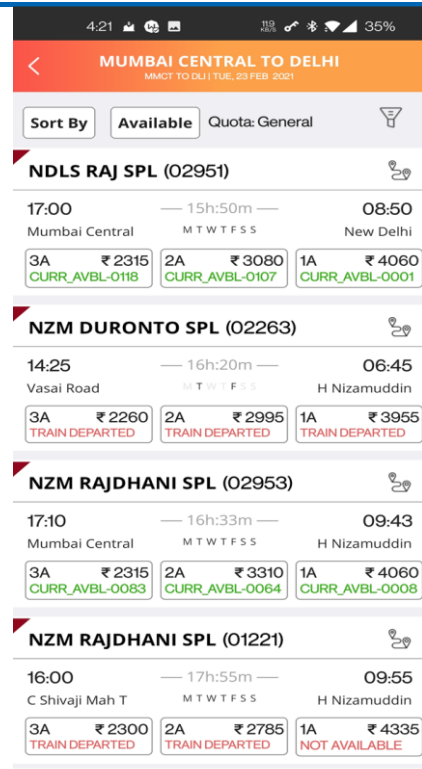 4:21 11.9 KB/S 35%
MUMBAI CENTRAL TO DELHI
MMCT TO DLI | TUE, 23 FEB 2021
Sort By Available Quota: General
NDLS RAJ SPL (02951)
17:00 15h:50m 08:50
Mumbai Central M T W T F S S New Delhi
3A ₹ 2315 2A ₹ 3080 1A ₹ 4060
CURR_AVBL-0118 CURR_AVBL-0107 CURR_AVBL-0001
NZM DURONTO SPL (02263)
14:25 16h:20m 06:45
Vasai Road M T W T F S S H Nizamuddin
3A ₹ 2260 2A ₹ 2995 1A ₹ 3955
TRAIN DEPARTED TRAIN DEPARTED TRAIN DEPARTED
NZM RAJDHANI SPL (02953)
17:10 16h:33m 09:43
Mumbai Central M T W T F S S H Nizamuddin
3A ₹ 2315 2A ₹ 3310 1A ₹ 4060
CURR_AVBL-0083 CURR_AVBL-0064 CURR_AVBL-0008
NZM RAJDHANI SPL (01221)
16:00 17h:55m 09:55
C Shivaji Mah T M T W T F S S H Nizamuddin
3A ₹ 2300 2A ₹ 2785 1A ₹ 4335
TRAIN DEPARTED TRAIN DEPARTED NOT AVAILABLE